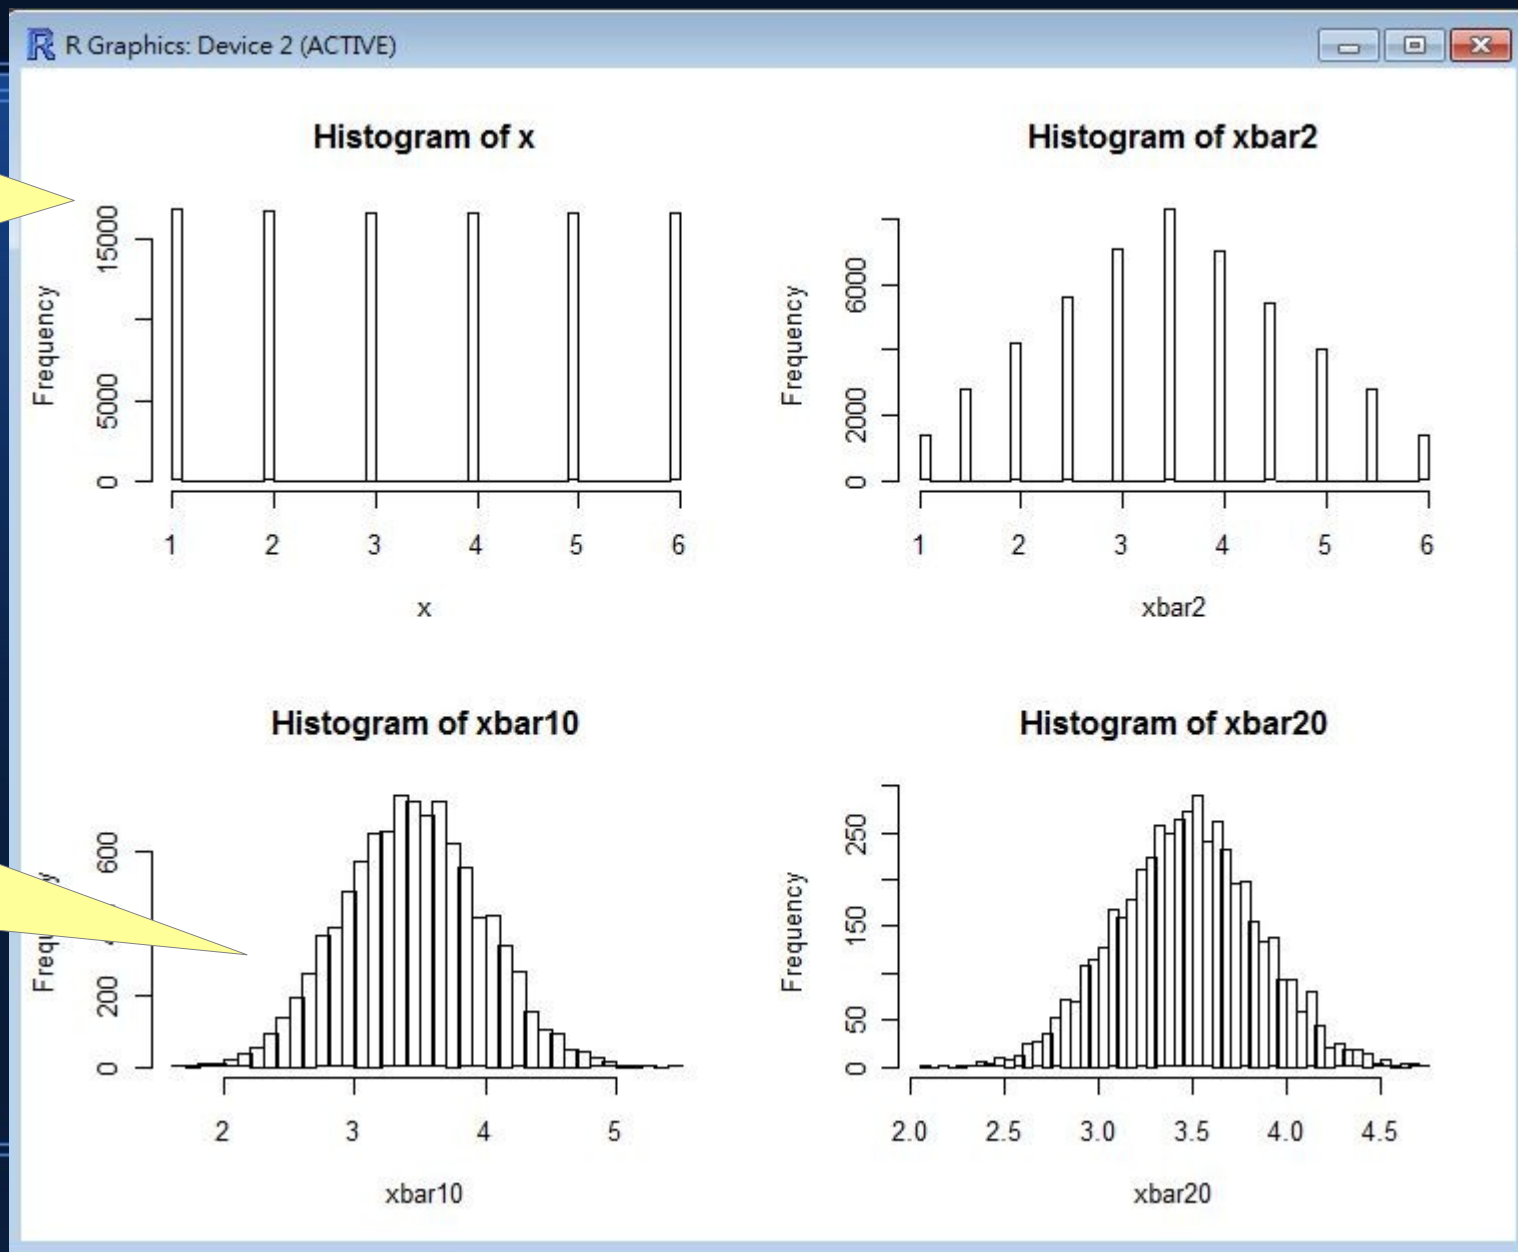 R Graphics: Device 2 (ACTIVE)
Histogram of x
Frequency
0 5000 15000
1 2 3 4 5 6
x
Histogram of xbar2
Frequency
0 2000 6000
1 2 3 4 5 6
xbar2
Histogram of xbar10
0 200 600
2 3 4 5
xbar10
Histogram of xbar20
Frequency
0 50 150 250
2.0 2.5 3.0 3.5 4.0 4.5
xbar20